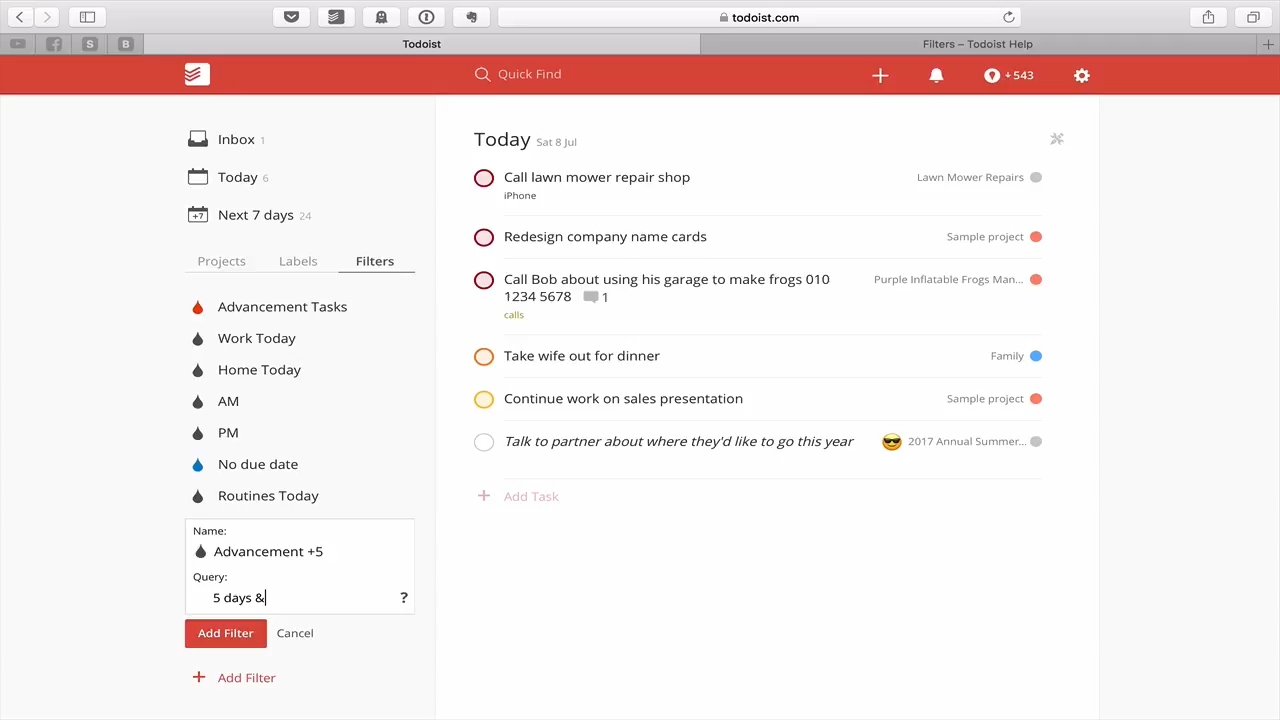 todoist.com
S
B
Todoist
Filters – Todoist Help
Quick Find
543
Inbox 1
Today 6
+7 Next 7 days 24
Projects Labels Filters
Advancement Tasks
Work Today
Home Today
AM
PM
No due date
Routines Today
Name:
Advancement +5
Query:
5 days & ?
Add Filter Cancel
+ Add Filter
Today Sat 8 Jul
Call lawn mower repair shop Lawn Mower Repairs
iPhone
Redesign company name cards Sample project
Call Bob about using his garage to make frogs 010 Purple Inflatable Frogs Man...
1234 5678 1
calls
Take wife out for dinner Family
Continue work on sales presentation Sample project
Talk to partner about where they'd like to go this year 😎 2017 Annual Summer...
+ Add Task